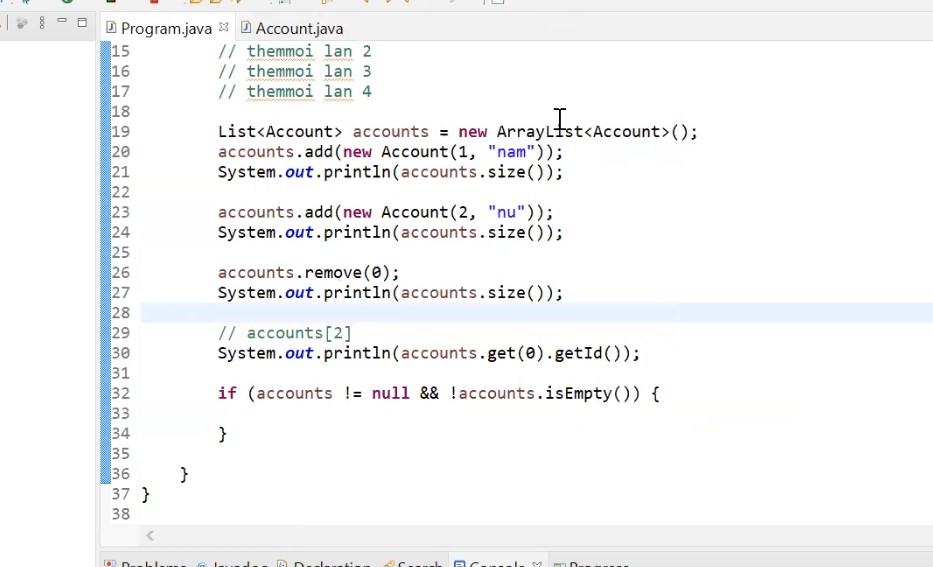 Program.java Account.java
15 // themmoi lan 2
16 // themmoi lan 3
17 // themmoi lan 4
18
19 List<Account> accounts = new ArrayList<Account>();
20 accounts.add(new Account(1, "nam"));
21 System.out.println(accounts.size());
22
23 accounts.add(new Account(2, "nu"));
24 System.out.println(accounts.size());
25
26 accounts.remove(0);
27 System.out.println(accounts.size());
28
29 // accounts[2]
30 System.out.println(accounts.get(0).getId());
31
32 if (accounts != null && !accounts.isEmpty()) {
33
34 }
35
36 }
37 }
38
Problems Javadoc Declaration Search Console Progress